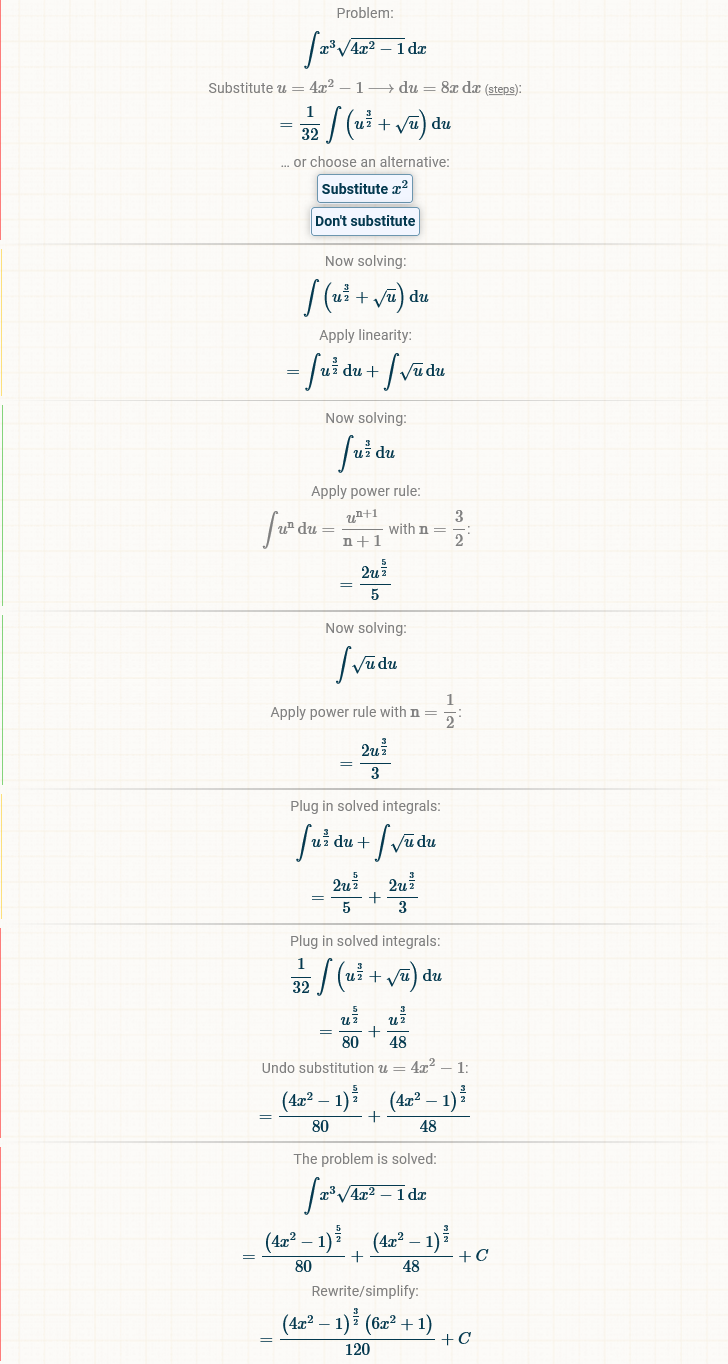 Problem:
∫ x³√(4x² − 1) dx
Substitute u = 4x² − 1 ⟶ du = 8x dx (steps):
= 1/32 ∫ (u^(3/2) + √u) du
… or choose an alternative:
Substitute x²
Don't substitute
Now solving:
∫ (u^(3/2) + √u) du
Apply linearity:
= ∫ u^(3/2) du + ∫ √u du
Now solving:
∫ u^(3/2) du
Apply power rule:
∫ uⁿ du = u^(n+1)/(n + 1) with n = 3/2:
= 2u^(5/2)/5
Now solving:
∫ √u du
Apply power rule with n = 1/2:
= 2u^(3/2)/3
Plug in solved integrals:
∫ u^(3/2) du + ∫ √u du
= 2u^(5/2)/5 + 2u^(3/2)/3
Plug in solved integrals:
1/32 ∫ (u^(3/2) + √u) du
= u^(5/2)/80 + u^(3/2)/48
Undo substitution u = 4x² − 1:
= (4x² − 1)^(5/2)/80 + (4x² − 1)^(3/2)/48
The problem is solved:
∫ x³√(4x² − 1) dx
= (4x² − 1)^(5/2)/80 + (4x² − 1)^(3/2)/48 + C
Rewrite/simplify:
= (4x² − 1)^(3/2) (6x² + 1)/120 + C